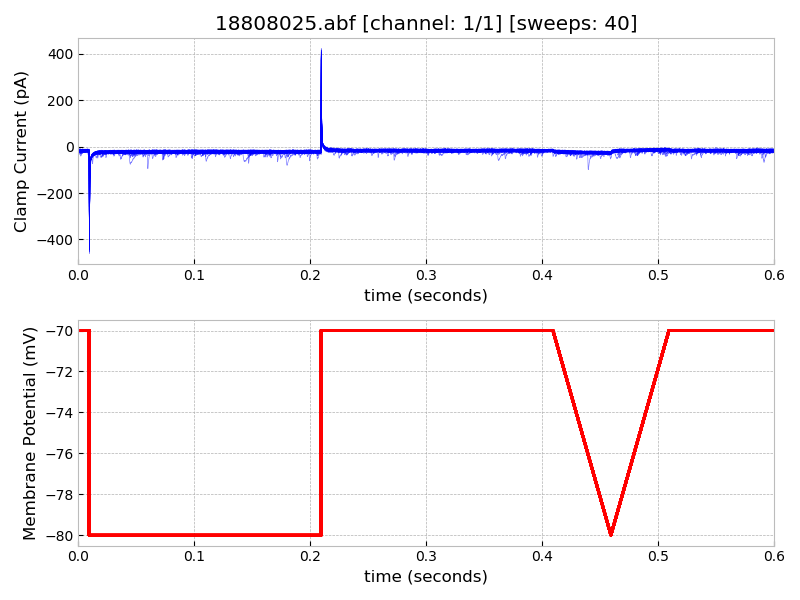 18808025.abf [channel: 1/1] [sweeps: 40]
Clamp Current (pA)
400
200
0
−200
−400
0.0 0.1 0.2 0.3 0.4 0.5 0.6
time (seconds)
Membrane Potential (mV)
−70
−72
−74
−76
−78
−80
0.0 0.1 0.2 0.3 0.4 0.5 0.6
time (seconds)